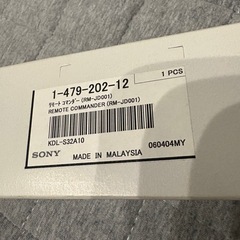 1-479-202-12
1 PCS
リモート コマンダー(RM-JD001)
REMOTE COMMANDER (RM-JD001)
KDL-S32A10
SONY
MADE IN MALAYSIA
060404MY